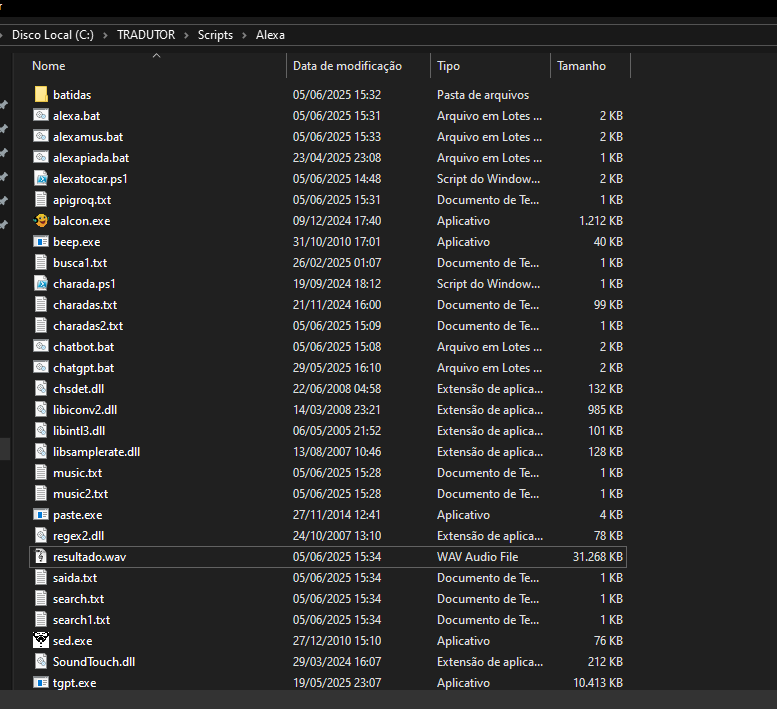 Disco Local (C:) > TRADUTOR > Scripts > Alexa
Nome Data de modificação Tipo Tamanho
batidas 05/06/2025 15:32 Pasta de arquivos
alexa.bat 05/06/2025 15:31 Arquivo em Lotes ... 2 KB
alexamus.bat 05/06/2025 15:33 Arquivo em Lotes ... 2 KB
alexapiada.bat 23/04/2025 23:08 Arquivo em Lotes ... 1 KB
alexatocar.ps1 05/06/2025 14:48 Script do Window... 2 KB
apigroq.txt 05/06/2025 15:31 Documento de Te... 1 KB
balcon.exe 09/12/2024 17:40 Aplicativo 1.212 KB
beep.exe 31/10/2010 17:01 Aplicativo 40 KB
busca1.txt 26/02/2025 01:07 Documento de Te... 1 KB
charada.ps1 19/09/2024 18:12 Script do Window... 1 KB
charadas.txt 21/11/2024 16:00 Documento de Te... 99 KB
charadas2.txt 05/06/2025 15:09 Documento de Te... 1 KB
chatbot.bat 05/06/2025 15:08 Arquivo em Lotes ... 2 KB
chatgpt.bat 29/05/2025 16:10 Arquivo em Lotes ... 2 KB
chsdet.dll 22/06/2008 04:58 Extensão de aplica... 132 KB
libiconv2.dll 14/03/2008 23:21 Extensão de aplica... 985 KB
libintl3.dll 06/05/2005 21:52 Extensão de aplica... 101 KB
libsamplerate.dll 13/08/2007 10:46 Extensão de aplica... 128 KB
music.txt 05/06/2025 15:28 Documento de Te... 1 KB
music2.txt 05/06/2025 15:28 Documento de Te... 1 KB
paste.exe 27/11/2014 12:41 Aplicativo 4 KB
regex2.dll 24/10/2007 13:10 Extensão de aplica... 78 KB
resultado.wav 05/06/2025 15:34 WAV Audio File 31.268 KB
saida.txt 05/06/2025 15:34 Documento de Te... 1 KB
search.txt 05/06/2025 15:34 Documento de Te... 1 KB
search1.txt 05/06/2025 15:34 Documento de Te... 1 KB
sed.exe 27/12/2010 15:10 Aplicativo 76 KB
SoundTouch.dll 29/03/2024 16:07 Extensão de aplica... 212 KB
tgpt.exe 19/05/2025 23:07 Aplicativo 10.413 KB